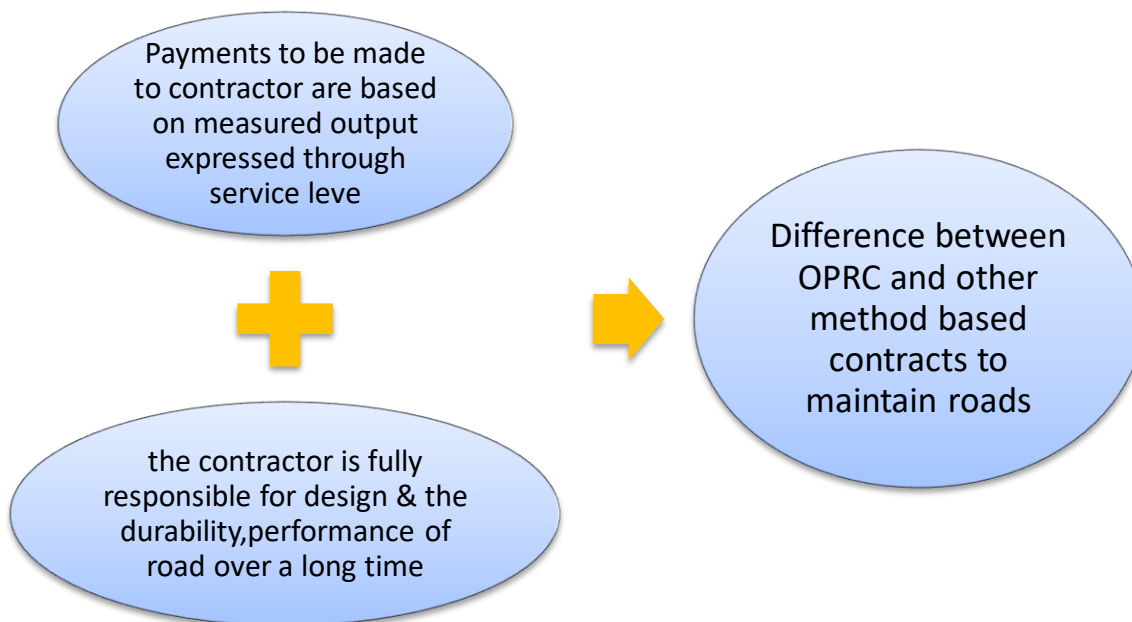 Payments to be made
to contractor are based
on measured output
expressed through
service leve
the contractor is fully
responsible for design & the
durability,performance of
road over a long time
Difference between
OPRC and other
method based
contracts to
maintain roads